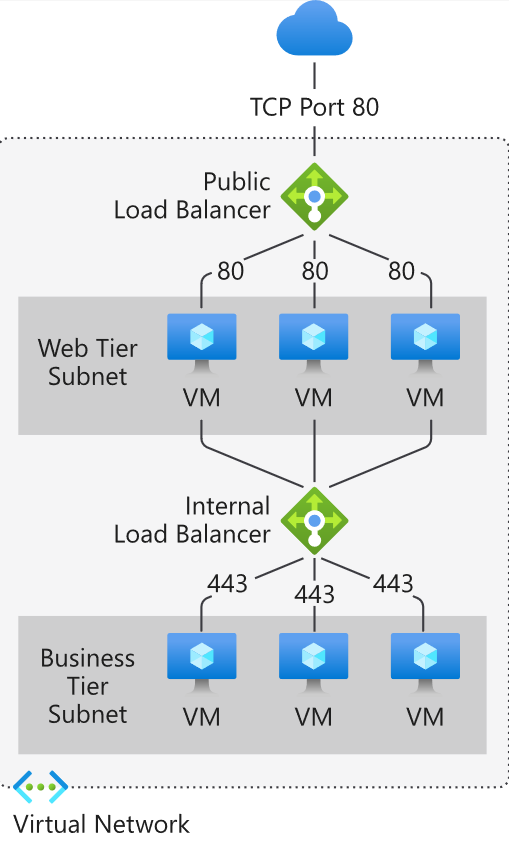 TCP Port 80
Public
Load Balancer
80 80 80
Web Tier
Subnet
VM VM VM
Internal
Load Balancer
443 443 443
Business
Tier
Subnet
VM VM VM
Virtual Network